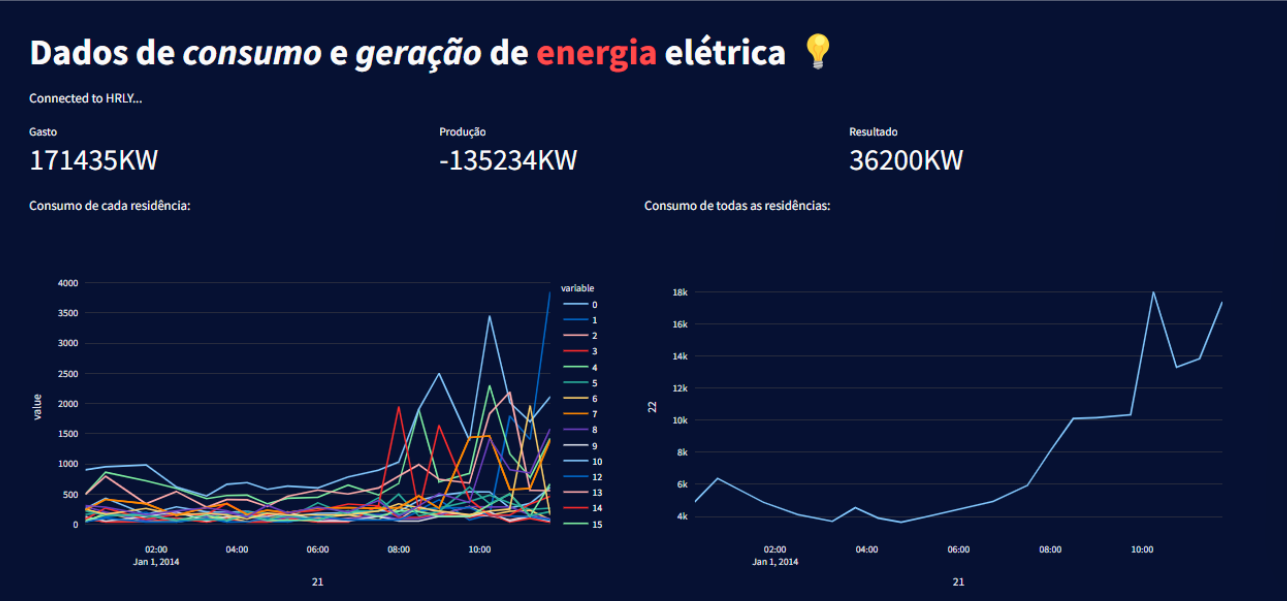 Dados de consumo e geração de energia elétrica 💡
Connected to HRLY...
Gasto
171435KW
Produção
-135234KW
Resultado
36200KW
Consumo de cada residência:
4000
3500
3000
2500
2000
1500
1000
500
0
value
02:00
Jan 1, 2014
04:00
06:00
08:00
10:00
21
variable
0
1
2
3
4
5
6
7
8
9
10
12
13
14
15
Consumo de todas as residências:
18k
16k
14k
12k
10k
8k
6k
4k
22
02:00
Jan 1, 2014
04:00
06:00
08:00
10:00
21